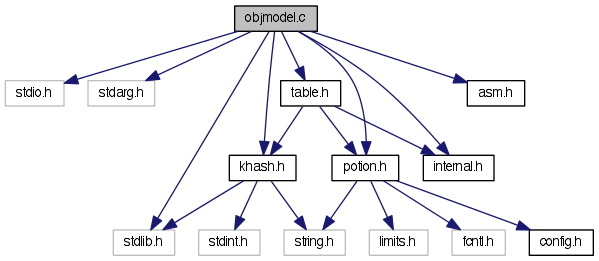 objmodel.c
stdio.h
stdarg.h
table.h
asm.h
khash.h
potion.h
internal.h
stdlib.h
stdint.h
string.h
limits.h
fcntl.h
config.h